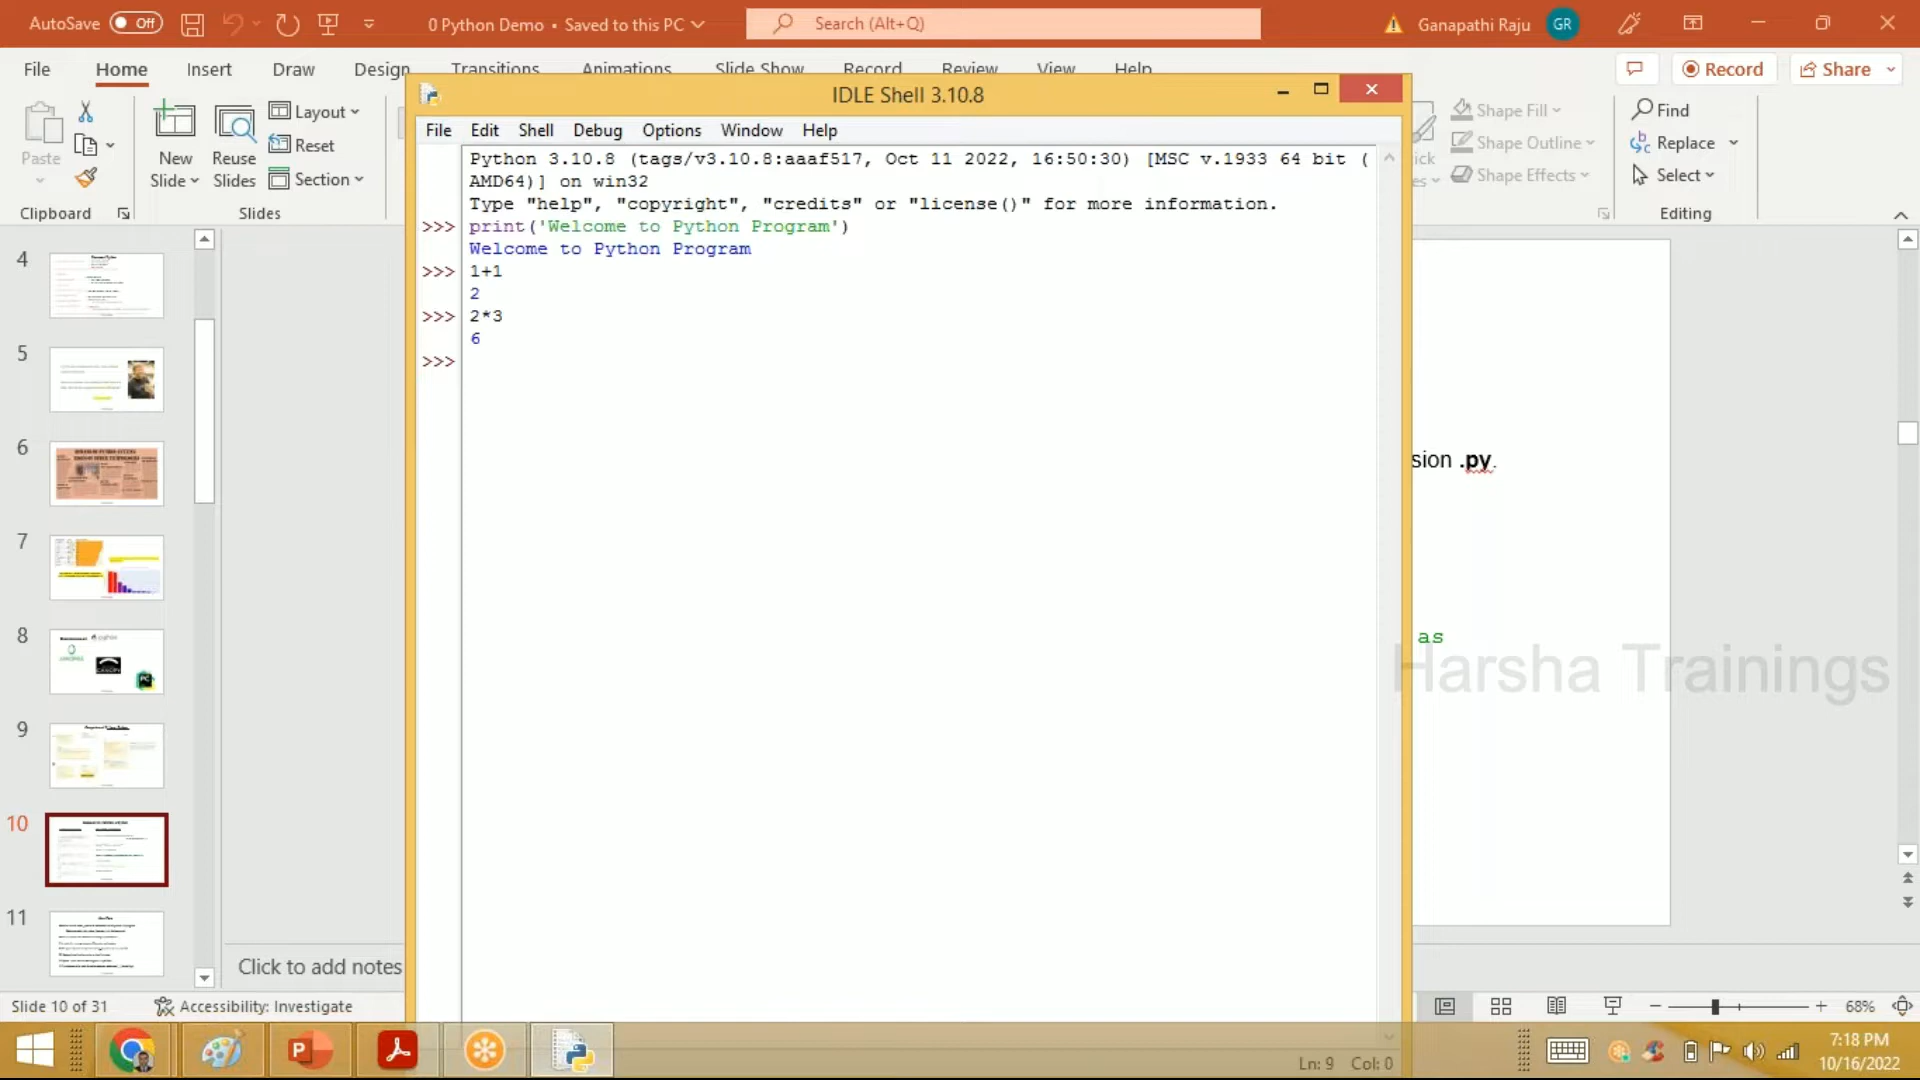 AutoSave Off
0 Python Demo • Saved to this PC
Search (Alt+Q)
Ganapathi Raju GR
File Home Insert Draw Design Transitions Animations Slide Show Record Review View Help
Record Share
Paste
New Slide
Reuse Slides
Layout
Reset
Section
Clipboard
Slides
Shape Fill
Shape Outline
Shape Effects
Find
Replace
Select
Editing
IDLE Shell 3.10.8
File Edit Shell Debug Options Window Help
Python 3.10.8 (tags/v3.10.8:aaaf517, Oct 11 2022, 16:50:30) [MSC v.1933 64 bit (
AMD64)] on win32
Type "help", "copyright", "credits" or "license()" for more information.
>>> print('Welcome to Python Program')
Welcome to Python Program
>>> 1+1
2
>>> 2*3
6
>>>
4
5
6
7
8
9
10
11
sion .py.
as
Harsha Trainings
Click to add notes
Ln: 9 Col: 0
Slide 10 of 31
Accessibility: Investigate
68%
7:18 PM
10/16/2022